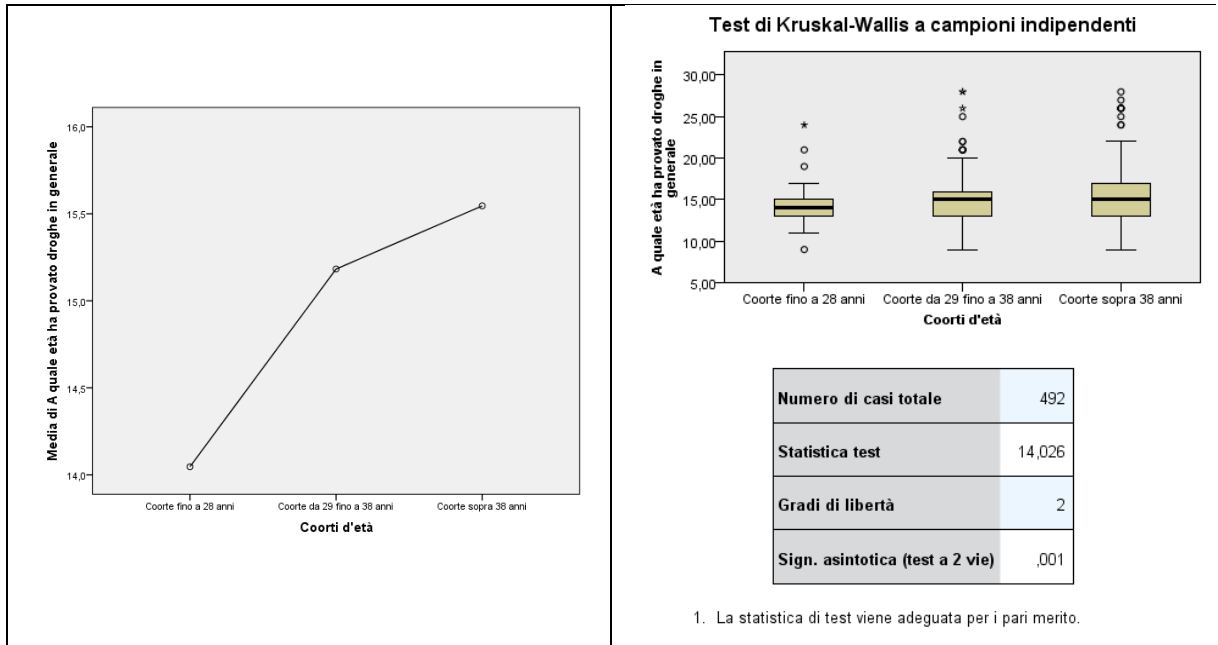 16,0
15,5
15,0
14,5
14,0
Media di A quale età ha provato droghe in generale
Coorte fino a 28 anni
Coorte da 29 fino a 38 anni
Coorte sopra 38 anni
Coorti d'età
Test di Kruskal-Wallis a campioni indipendenti
30,00
25,00
20,00
15,00
10,00
5,00
A quale età ha provato droghe in
generale
Coorte fino a 28 anni
Coorte da 29 fino a 38 anni
Coorte sopra 38 anni
Coorti d'età
Numero di casi totale 492
Statistica test 14,026
Gradi di libertà 2
Sign. asintotica (test a 2 vie) ,001
1. La statistica di test viene adeguata per i pari merito.